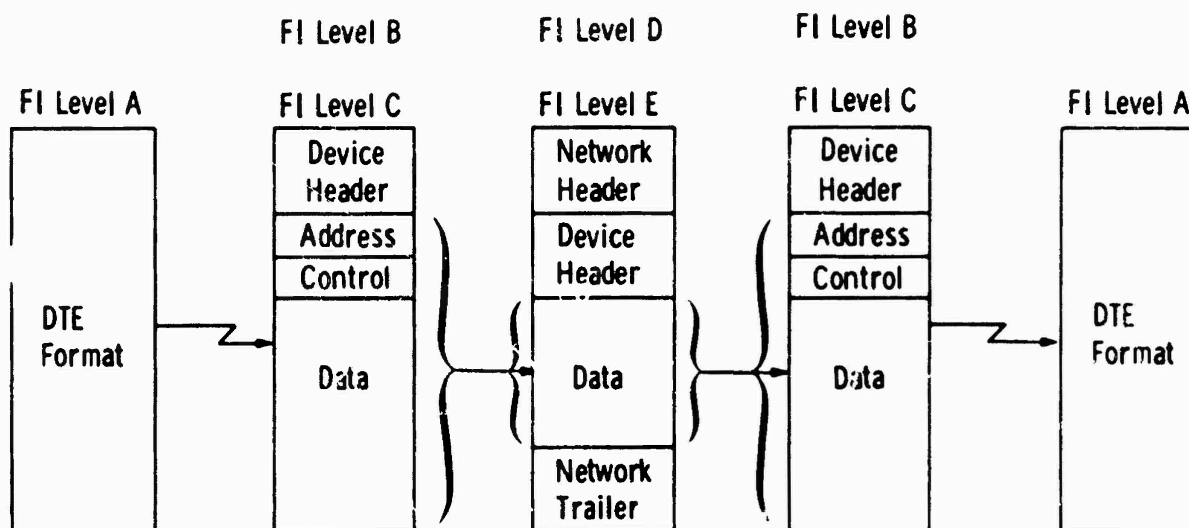 FI Level B
FI Level D
FI Level B
FI Level A
FI Level C
FI Level E
FI Level C
FI Level A
DTE
Format
Device
Header
Address
Control
Data
Network
Header
Device
Header
Data
Network
Trailer
Device
Header
Address
Control
Data
DTE
Format